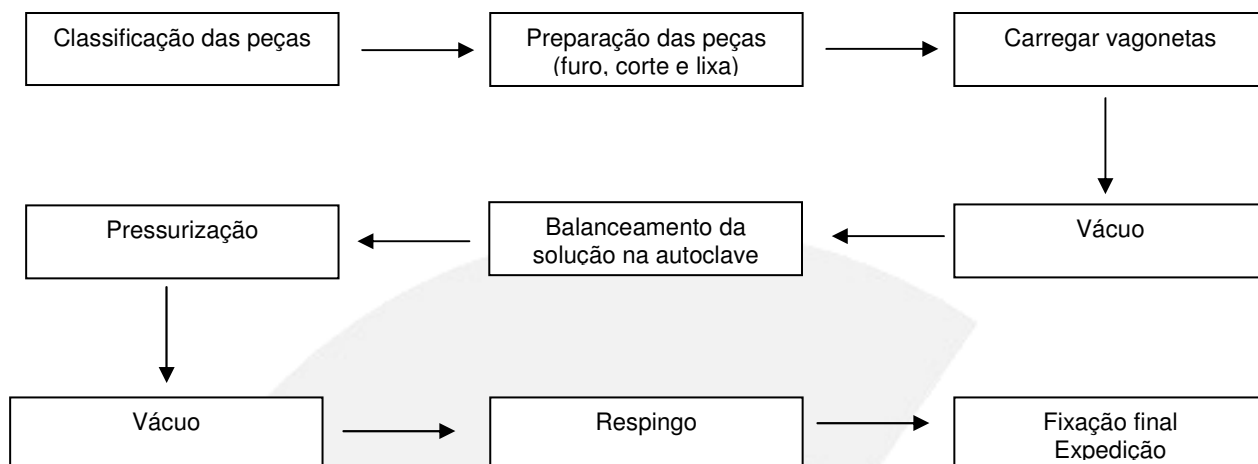 Classificação das peças
Preparação das peças
(furo, corte e lixa)
Carregar vagonetas
Vácuo
Balanceamento da
solução na autoclave
Pressurização
Vácuo
Respingo
Fixação final
Expedição